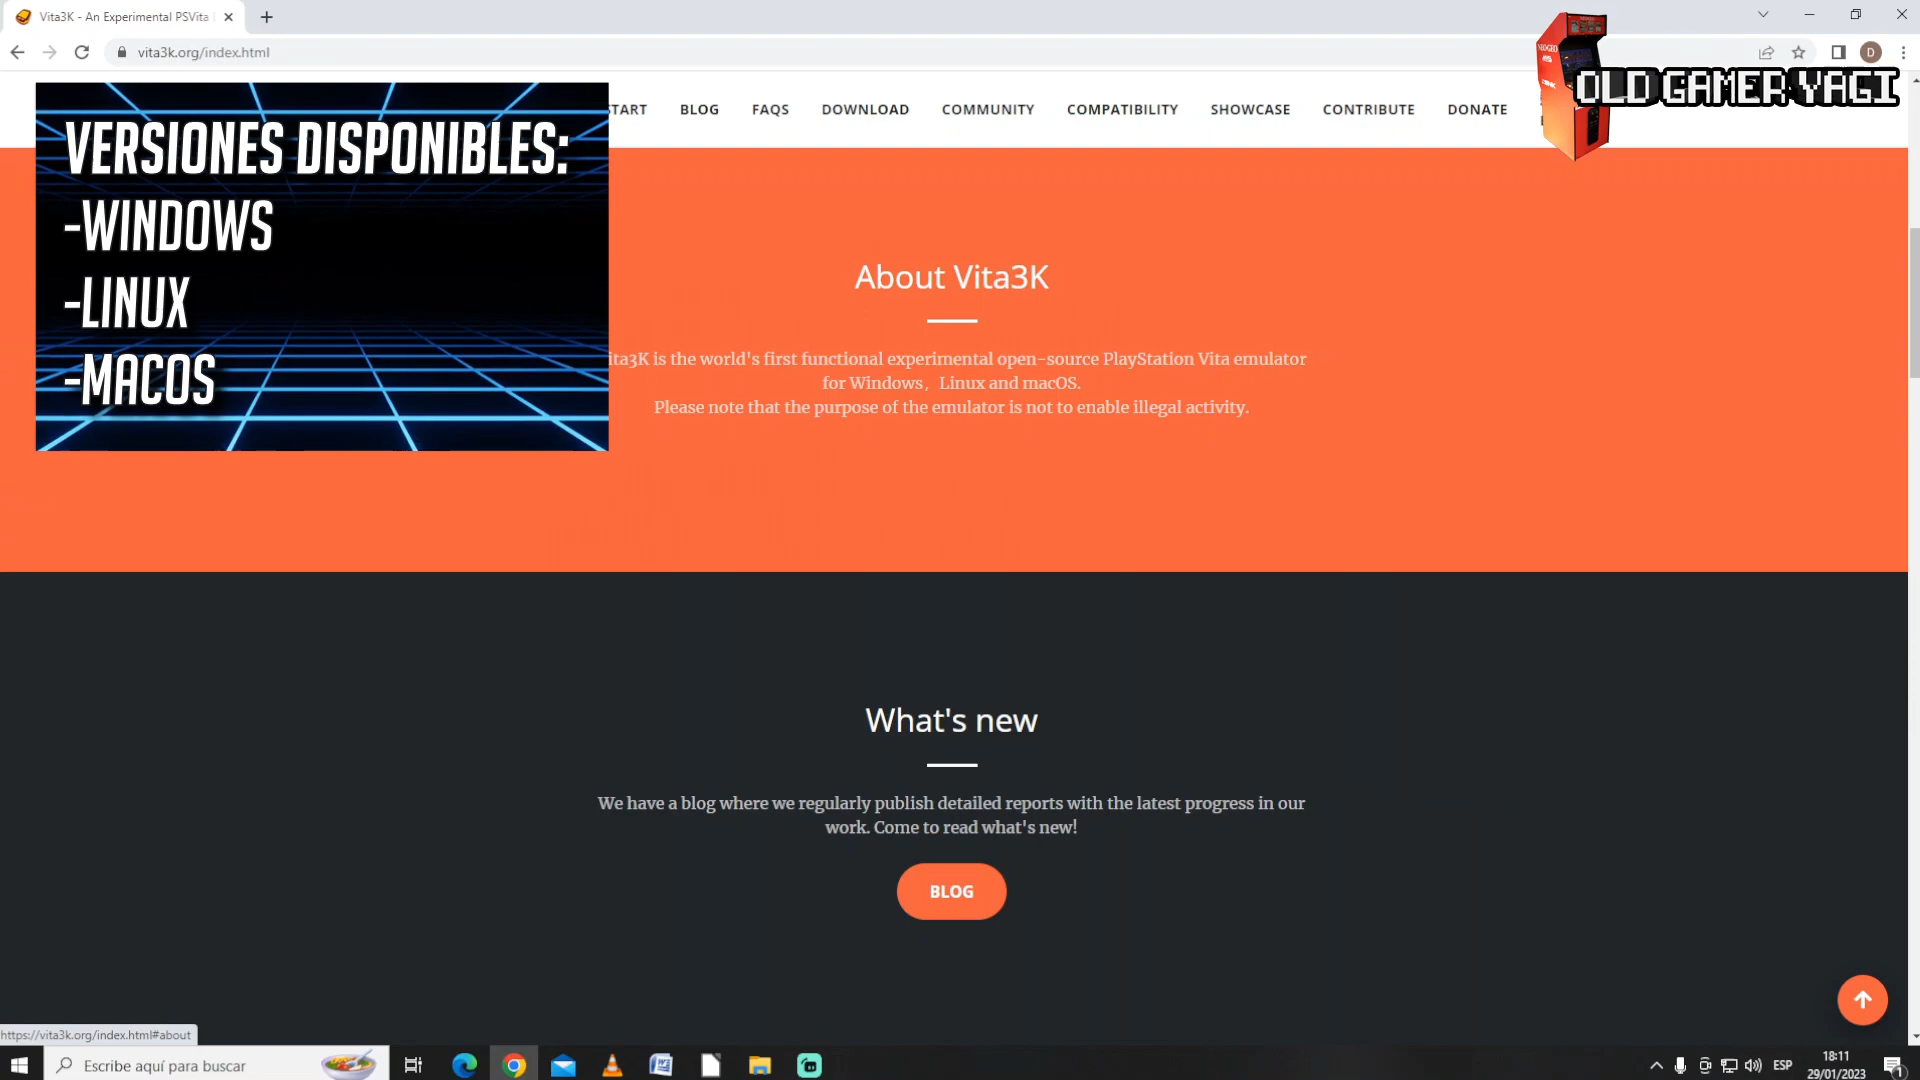 Vita3K - An Experimental PSVita
vita3k.org/index.html
OLD GAMER YAGI
START BLOG FAQS DOWNLOAD COMMUNITY COMPATIBILITY SHOWCASE CONTRIBUTE DONATE
VERSIONES DISPONIBLES:
-WINDOWS
-LINUX
-MACOS
About Vita3K
ita3K is the world's first functional experimental open-source PlayStation Vita emulator
for Windows, Linux and macOS.
Please note that the purpose of the emulator is not to enable illegal activity.
What's new
We have a blog where we regularly publish detailed reports with the latest progress in our
work. Come to read what's new!
BLOG
https://vita3k.org/index.html#about
Escribe aquí para buscar
ESP
18:11
29/01/2023